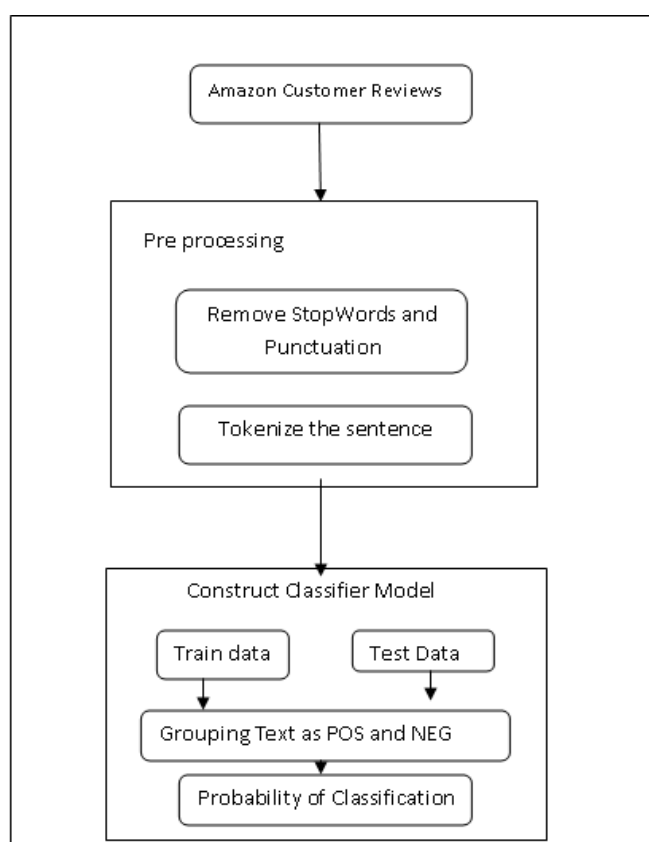 Amazon Customer Reviews
Pre processing
Remove StopWords and
Punctuation
Tokenize the sentence
Construct Classifier Model
Train data
Test Data
Grouping Text as POS and NEG
Probability of Classification